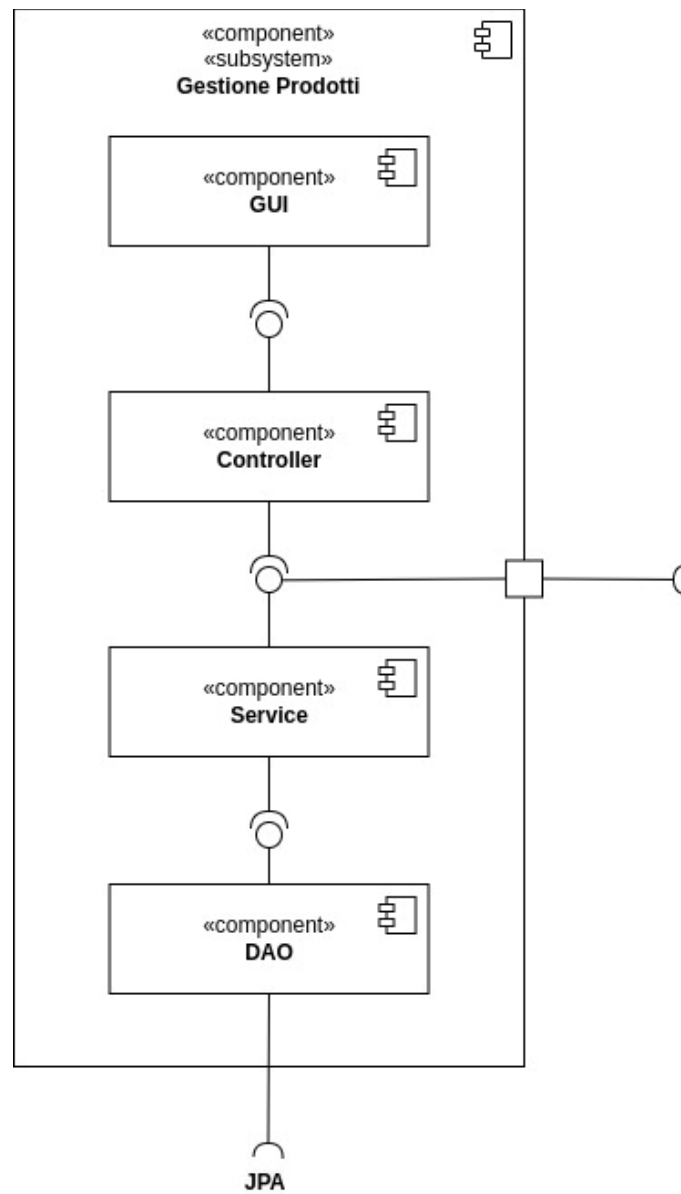 «component»
«subsystem»
Gestione Prodotti
«component»
GUI
«component»
Controller
«component»
Service
«component»
DAO
JPA